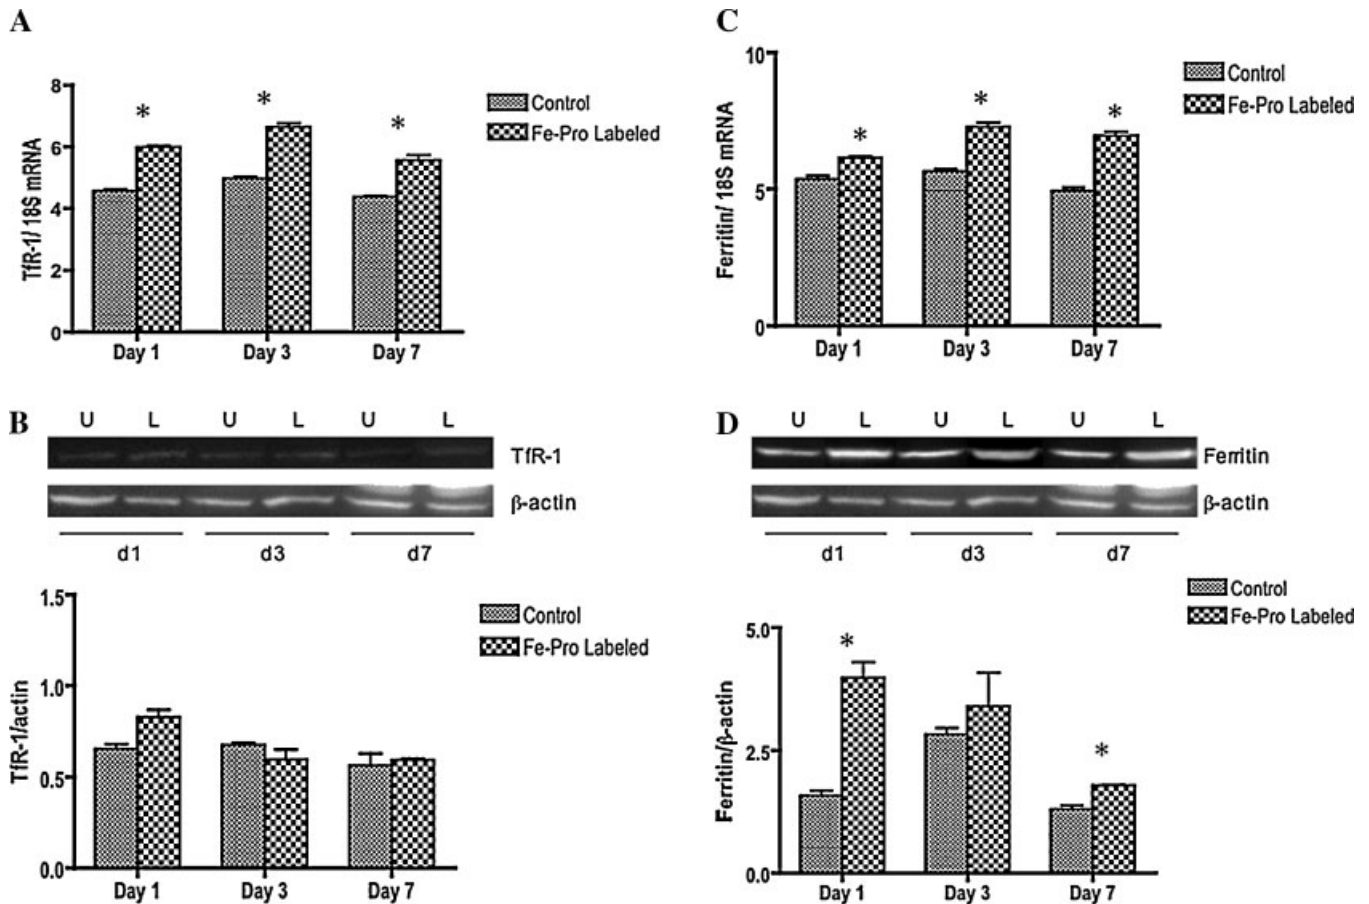 A
TfR-1/ 18S mRNA
8
6
4
2
0
*
*
*
Day 1
Day 3
Day 7
Control
Fe-Pro Labeled
C
Ferritin/ 18S mRNA
10
5
0
*
*
*
Day 1
Day 3
Day 7
Control
Fe-Pro Labeled
B
U L U L U L
TfR-1
β-actin
d1 d3 d7
TfR-1/actin
1.5
1.0
0.5
0.0
Day 1
Day 3
Day 7
Control
Fe-Pro Labeled
D
U L U L U L
Ferritin
β-actin
d1 d3 d7
Ferritin/β-actin
5.0
2.5
0.0
*
*
Day 1
Day 3
Day 7
Control
Fe-Pro Labeled